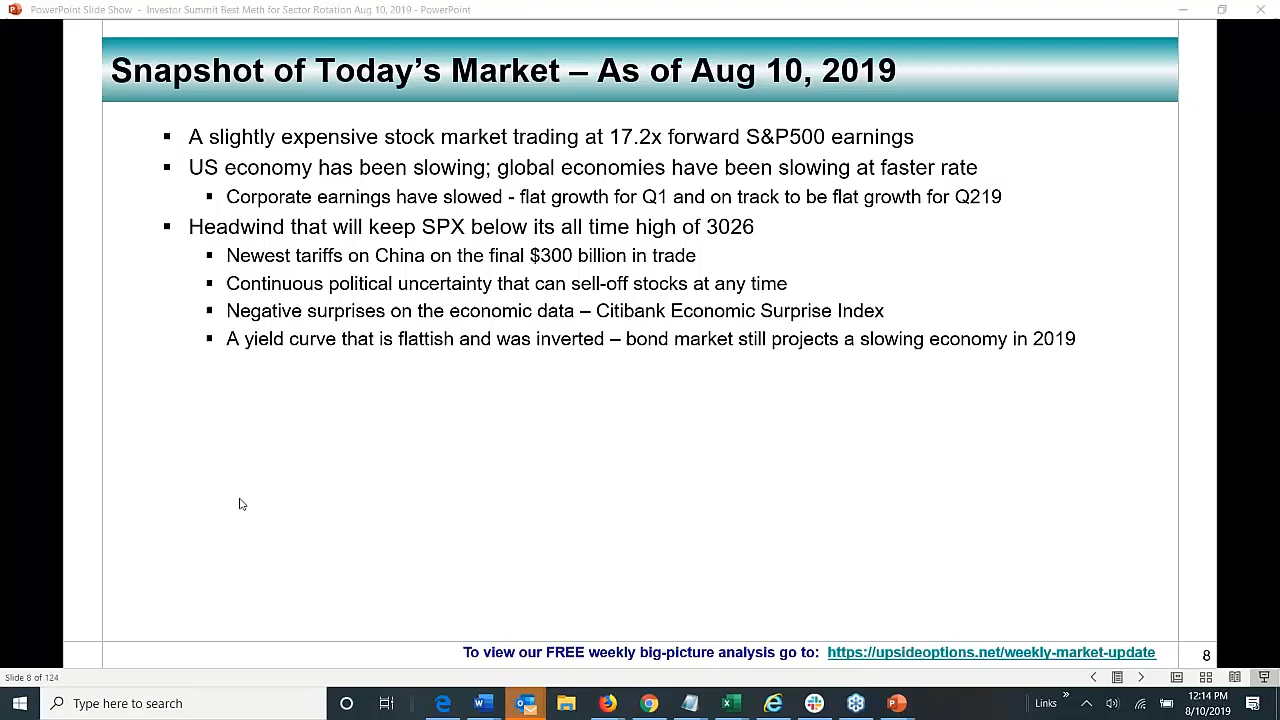 PowerPoint Slide Show - Investor Summit Best Meth for Sector Rotation Aug 10, 2019 - PowerPoint
Snapshot of Today's Market – As of Aug 10, 2019
▪ A slightly expensive stock market trading at 17.2x forward S&P500 earnings
▪ US economy has been slowing; global economies have been slowing at faster rate
▪ Corporate earnings have slowed - flat growth for Q1 and on track to be flat growth for Q219
▪ Headwind that will keep SPX below its all time high of 3026
▪ Newest tariffs on China on the final $300 billion in trade
▪ Continuous political uncertainty that can sell-off stocks at any time
▪ Negative surprises on the economic data – Citibank Economic Surprise Index
▪ A yield curve that is flattish and was inverted – bond market still projects a slowing economy in 2019
To view our FREE weekly big-picture analysis go to: https://upsideoptions.net/weekly-market-update
8
Slide 8 of 124
Type here to search
Links
»
12:14 PM
8/10/2019